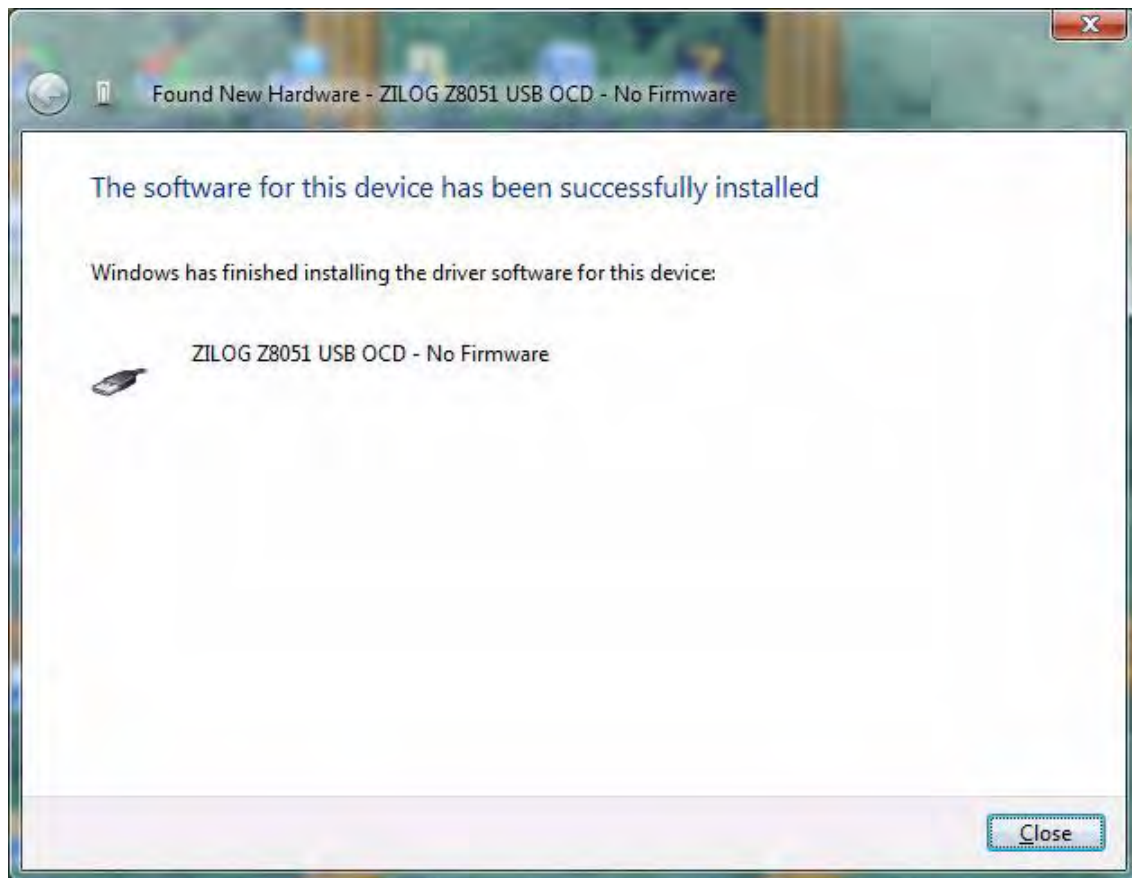 Found New Hardware - ZILOG Z8051 USB OCD - No Firmware
The software for this device has been successfully installed
Windows has finished installing the driver software for this device:
ZILOG Z8051 USB OCD - No Firmware
Close